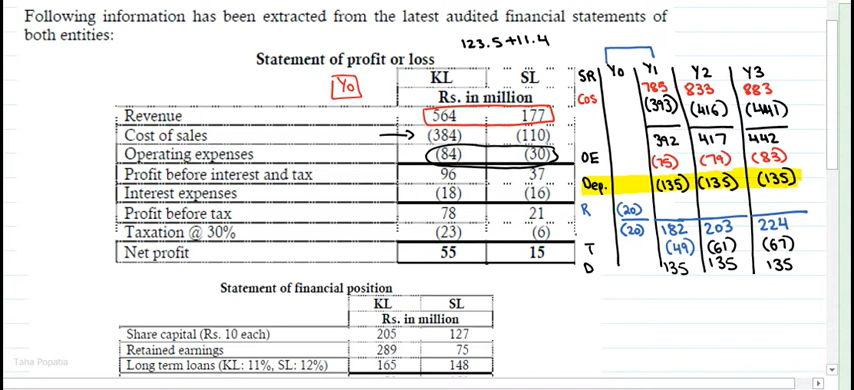 Following information has been extracted from the latest audited financial statements of
both entities:
123.5+11.4
Statement of profit or loss
Y0
KL SL
Rs. in million
Revenue 564 177
Cost of sales (384) (110)
Operating expenses (84) (30)
Profit before interest and tax 96 37
Interest expenses (18) (16)
Profit before tax 78 21
Taxation @ 30% (23) (6)
Net profit 55 15
SR Y0 Y1 Y2 Y3
785 833 883
COS (393) (416) (441)
392 417 442
OE (75) (79) (83)
Dep. (135) (135) (135)
R (20)
(20) 182 203 224
T (49) (61) (67)
D 135 135 135
Statement of financial position
KL SL
Rs. in million
Share capital (Rs. 10 each) 205 127
Retained earnings 289 75
Long term loans (KL: 11%, SL: 12%) 165 148
Taha Popatia